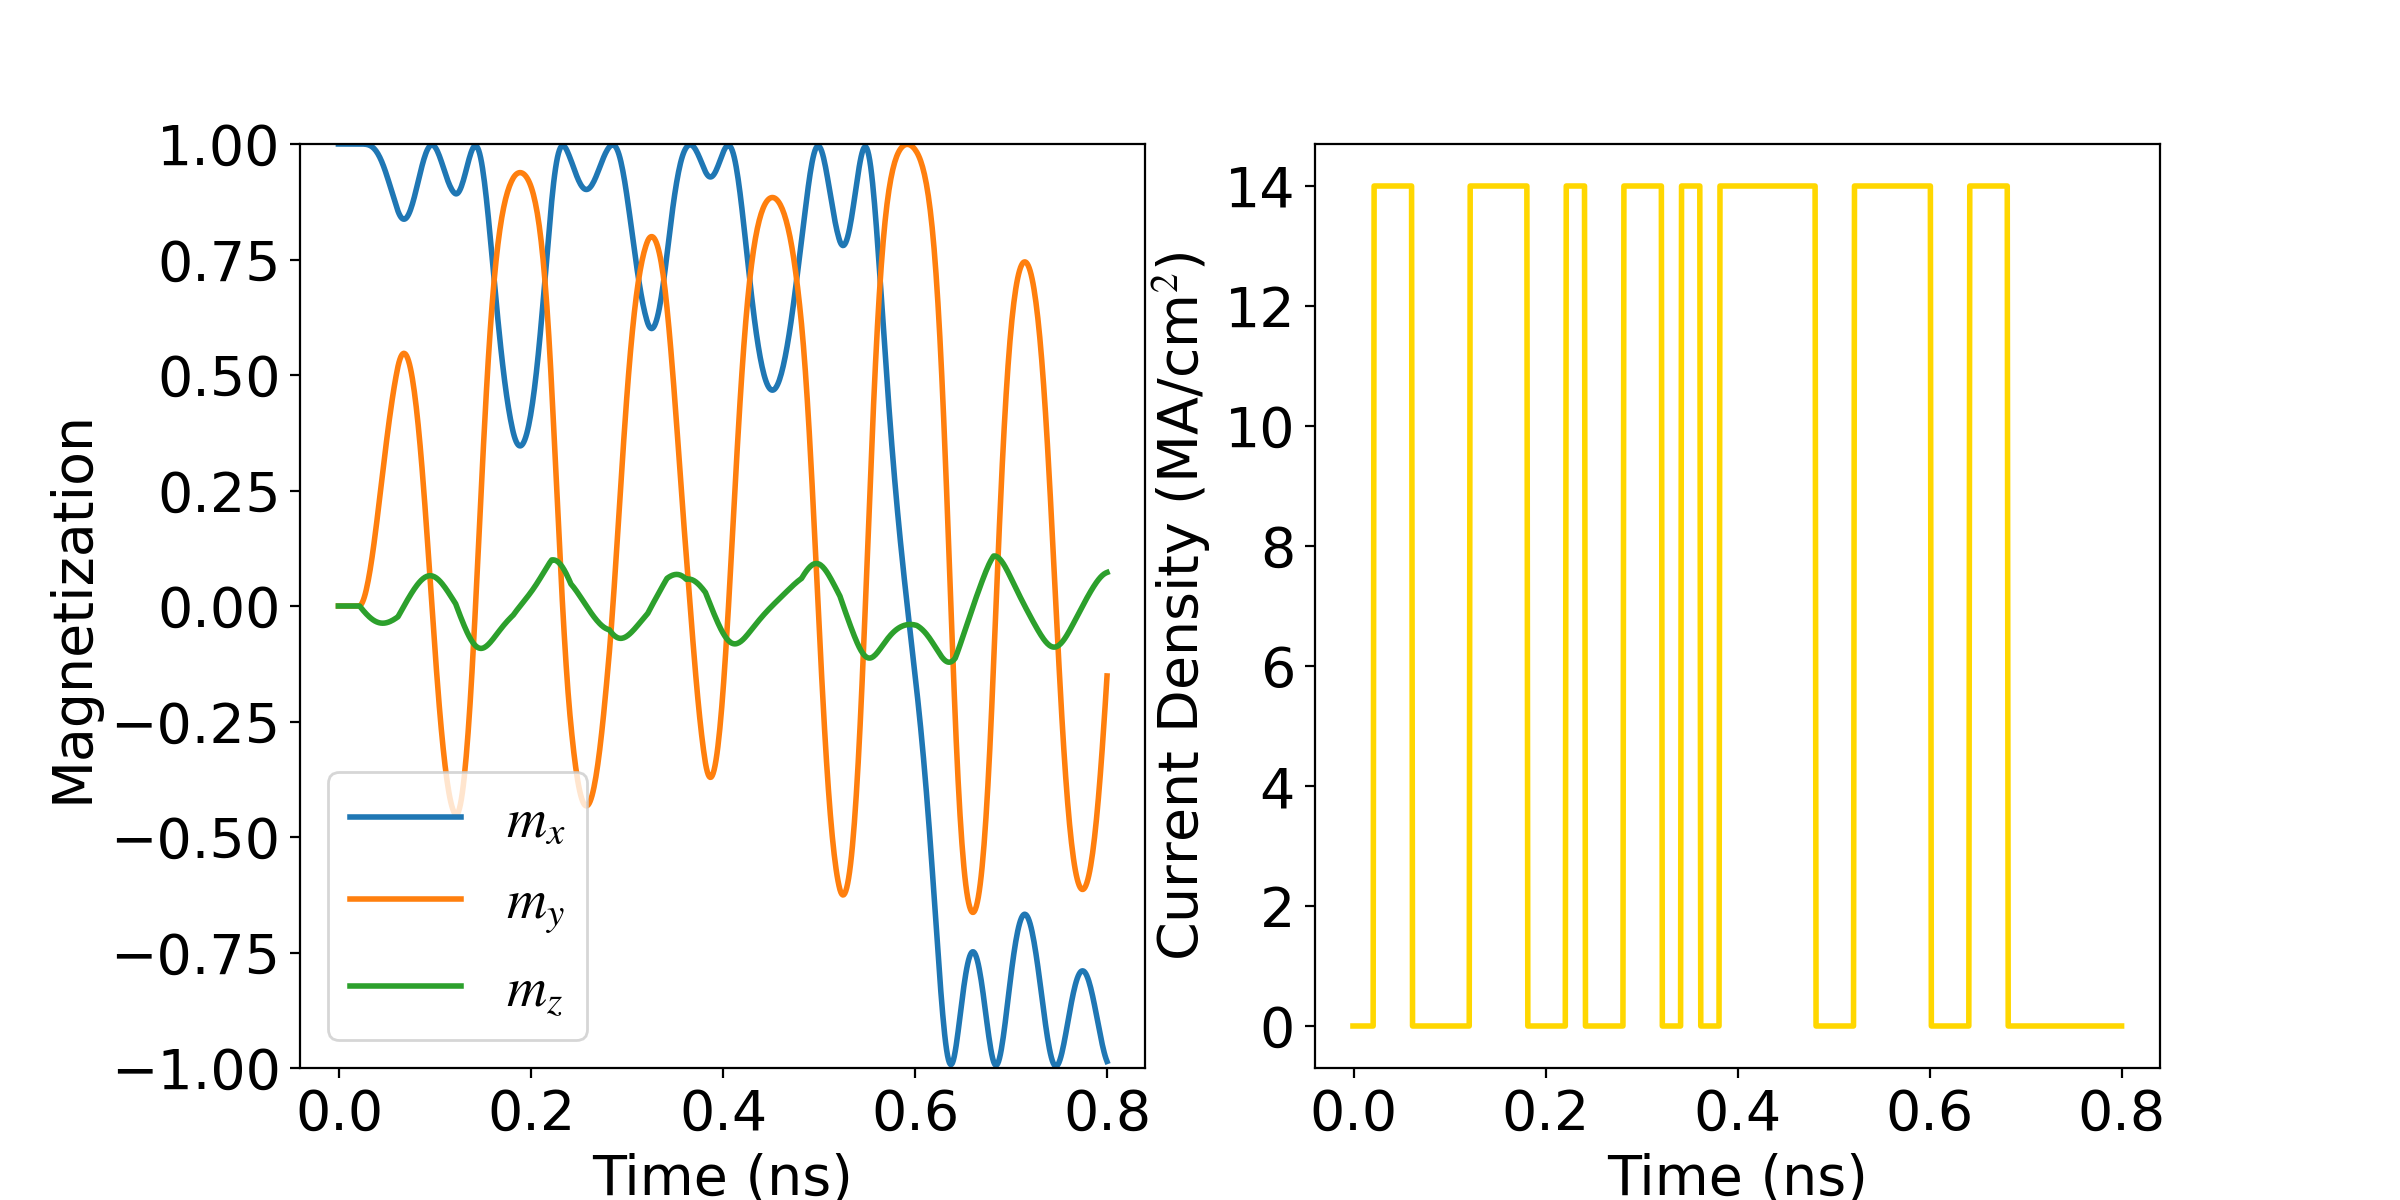 Magnetization
1.00
0.75
0.50
0.25
0.00
−0.25
−0.50
−0.75
−1.00
0.0 0.2 0.4 0.6 0.8
Time (ns)
m_x
m_y
m_z
Current Density (MA/cm²)
14
12
10
8
6
4
2
0
0.0 0.2 0.4 0.6 0.8
Time (ns)